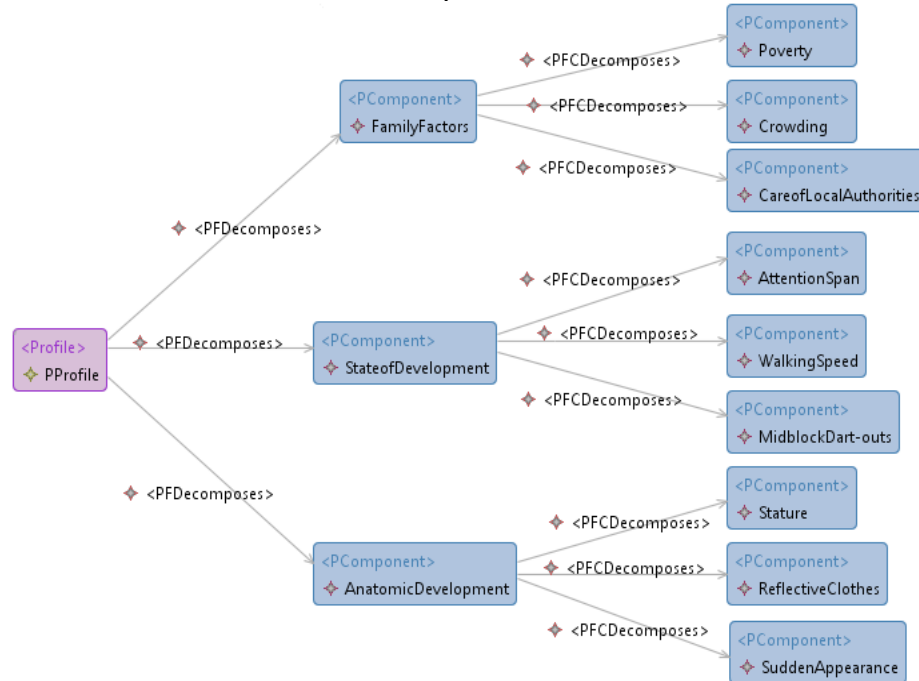 <PComponent>
Poverty
<PFCDecomposes>
<PComponent>
FamilyFactors
<PFCDecomposes>
<PComponent>
Crowding
<PFCDecomposes>
<PComponent>
CareofLocalAuthorities
<PFDecomposes>
<PComponent>
AttentionSpan
<PFCDecomposes>
<Profile>
PProfile
<PFDecomposes>
<PComponent>
StateofDevelopment
<PFCDecomposes>
<PComponent>
WalkingSpeed
<PFCDecomposes>
<PComponent>
MidblockDart-outs
<PFDecomposes>
<PComponent>
Stature
<PFCDecomposes>
<PComponent>
AnatomicDevelopment
<PFCDecomposes>
<PComponent>
ReflectiveClothes
<PFCDecomposes>
<PComponent>
SuddenAppearance